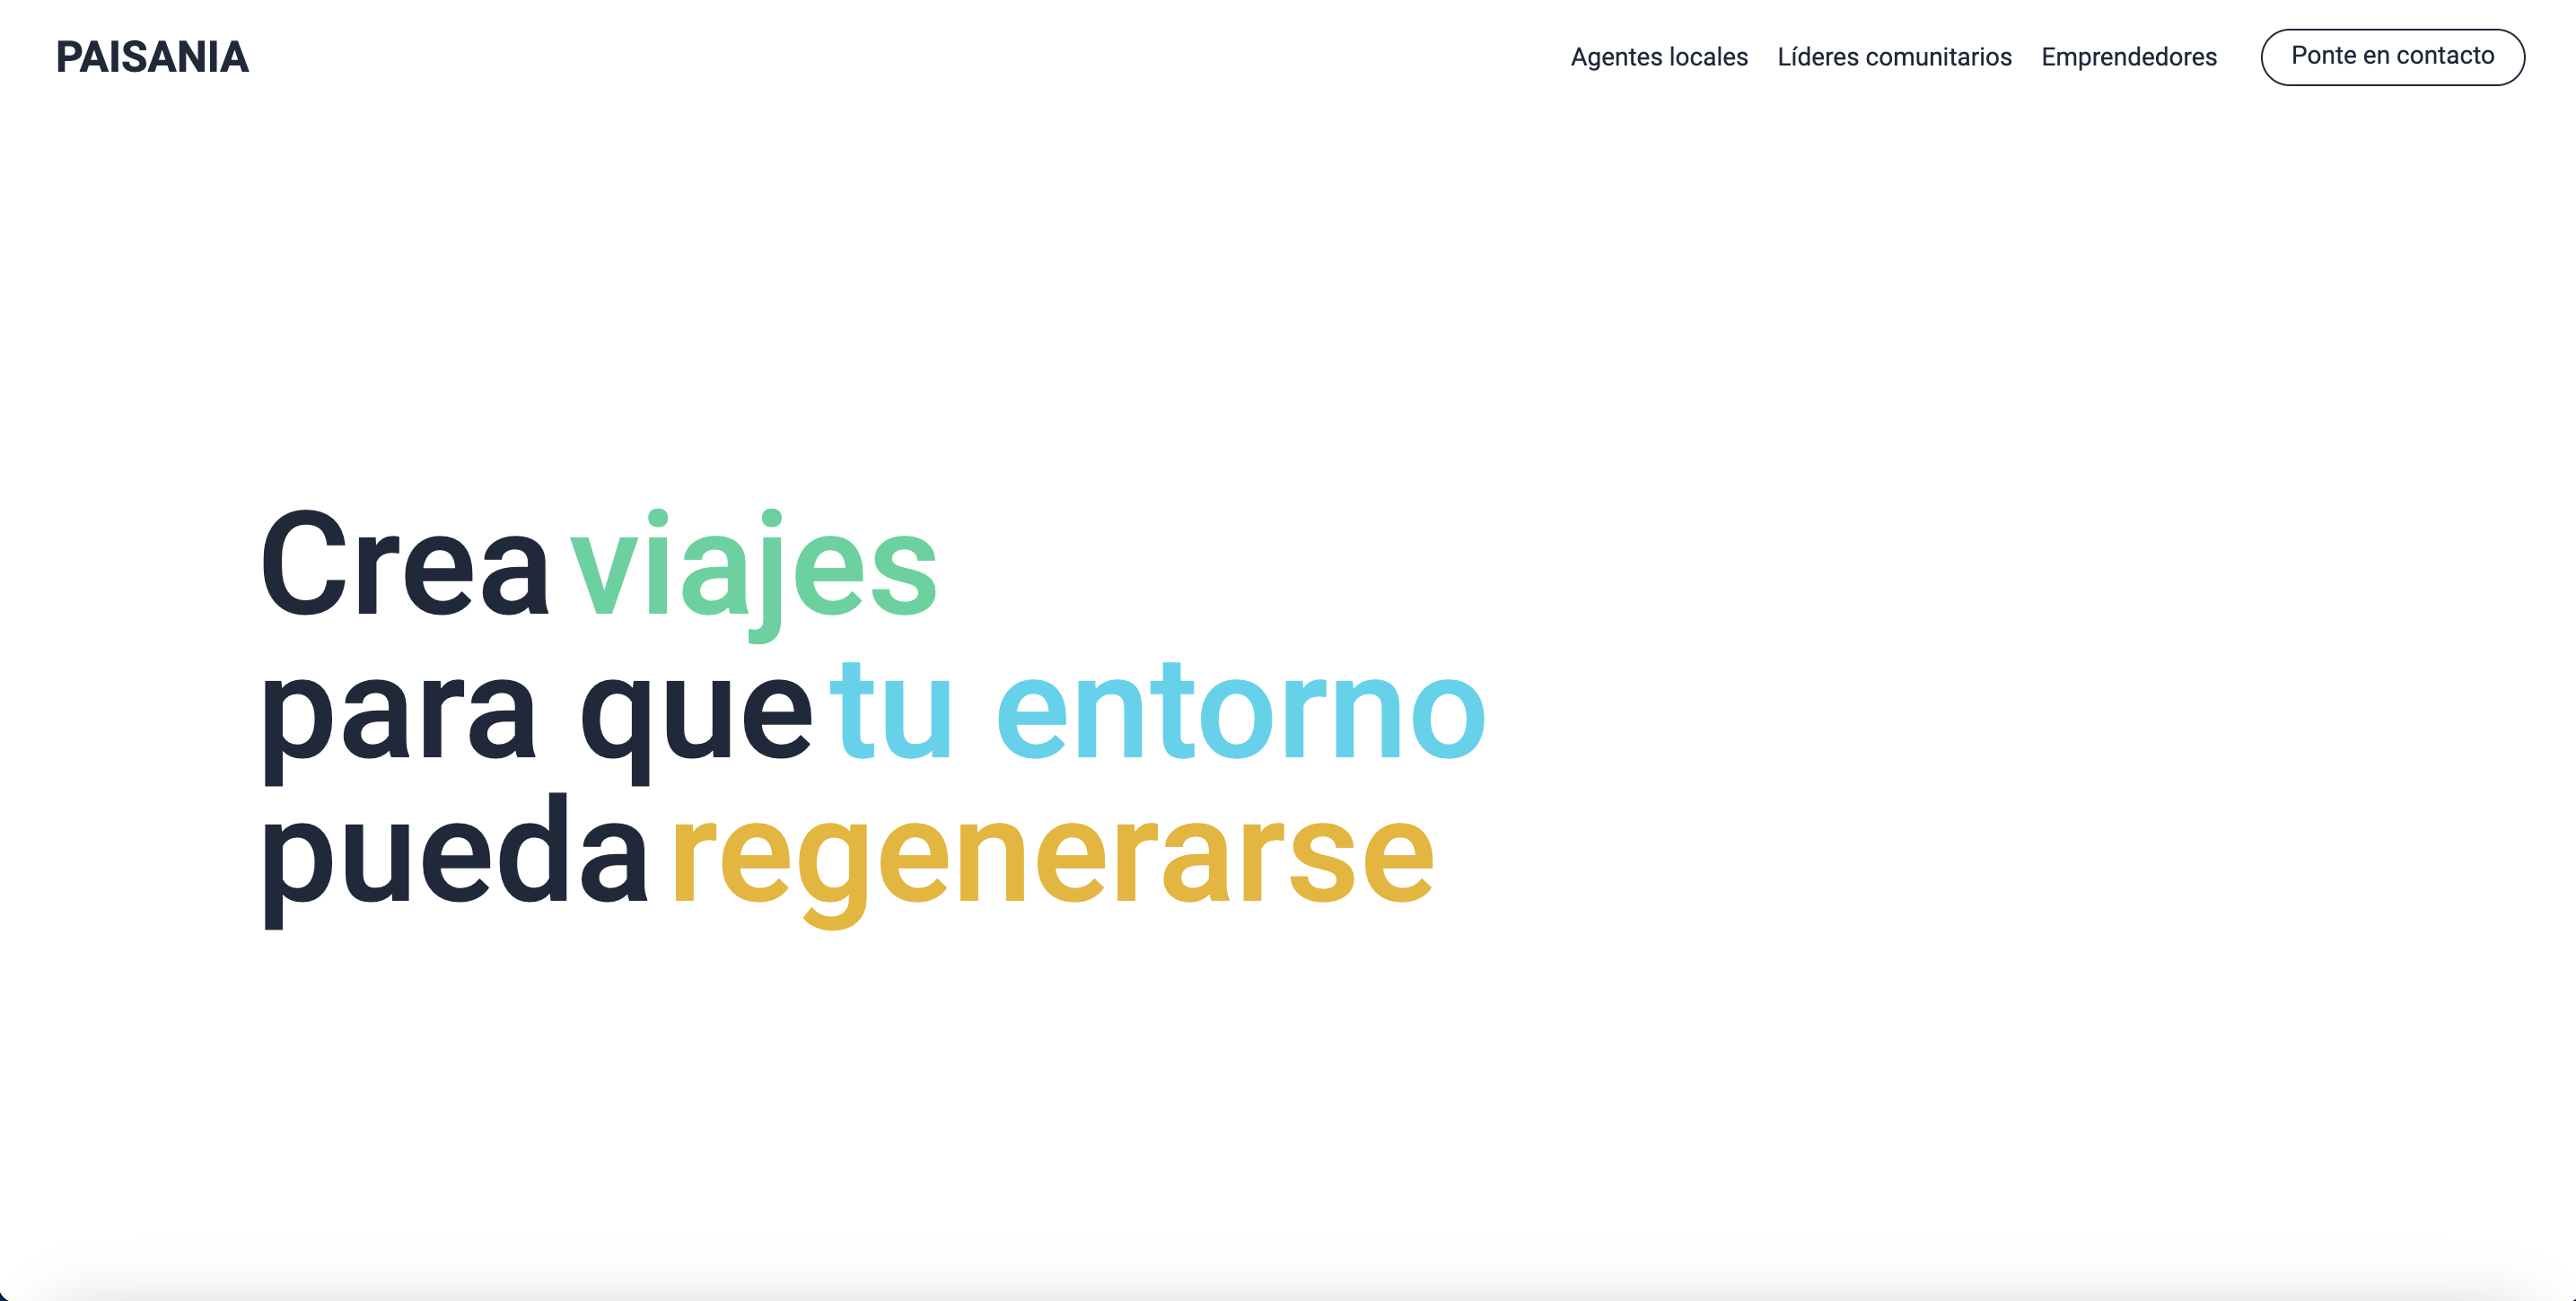 PAISANIA
Agentes locales
Líderes comunitarios
Emprendedores
Ponte en contacto
Crea viajes
para que tu entorno
pueda regenerarse